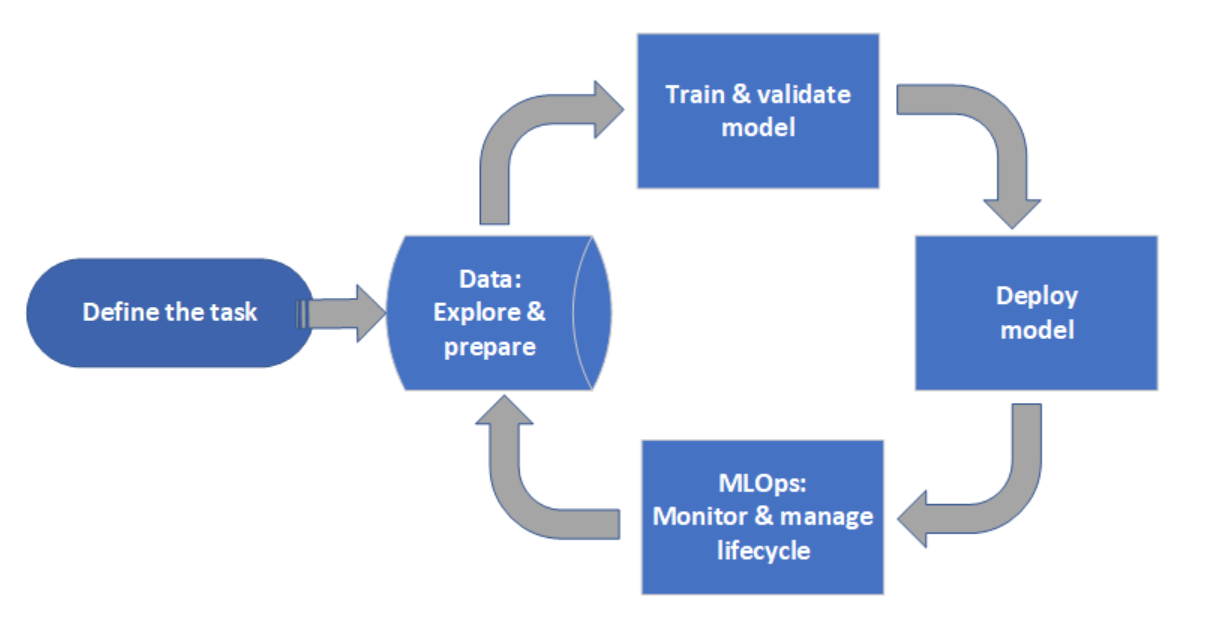 Train & validate
model
Define the task
Data:
Explore &
prepare
Deploy
model
MLOps:
Monitor & manage
lifecycle